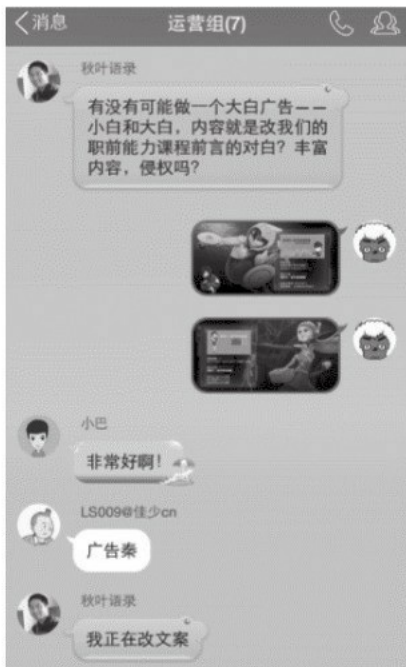 消息
运营组(7)
秋叶语录
有没有可能做一个大白广告——
小白和大白，内容就是改我们的
职前能力课程前言的对白？丰富
内容，侵权吗？
小巴
非常好啊！
LS009@佳少cn
广告秦
秋叶语录
我正在改文案